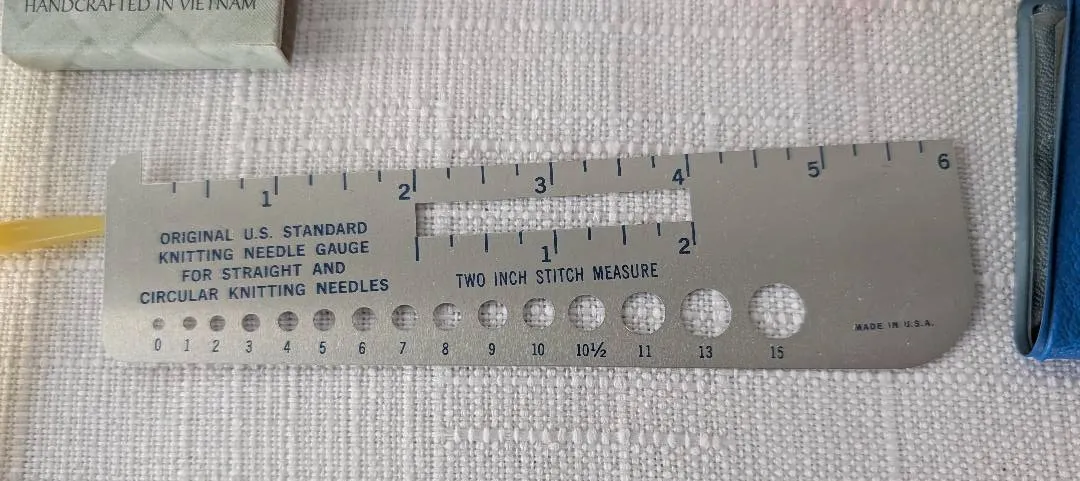 HANDCRAFTED IN VIETNAM
1 2 3 4 5 6
ORIGINAL U.S. STANDARD
KNITTING NEEDLE GAUGE
FOR STRAIGHT AND
CIRCULAR KNITTING NEEDLES
1 2
TWO INCH STITCH MEASURE
0 1 2 3 4 5 6 7 8 9 10 10½ 11 13 15
MADE IN U.S.A.